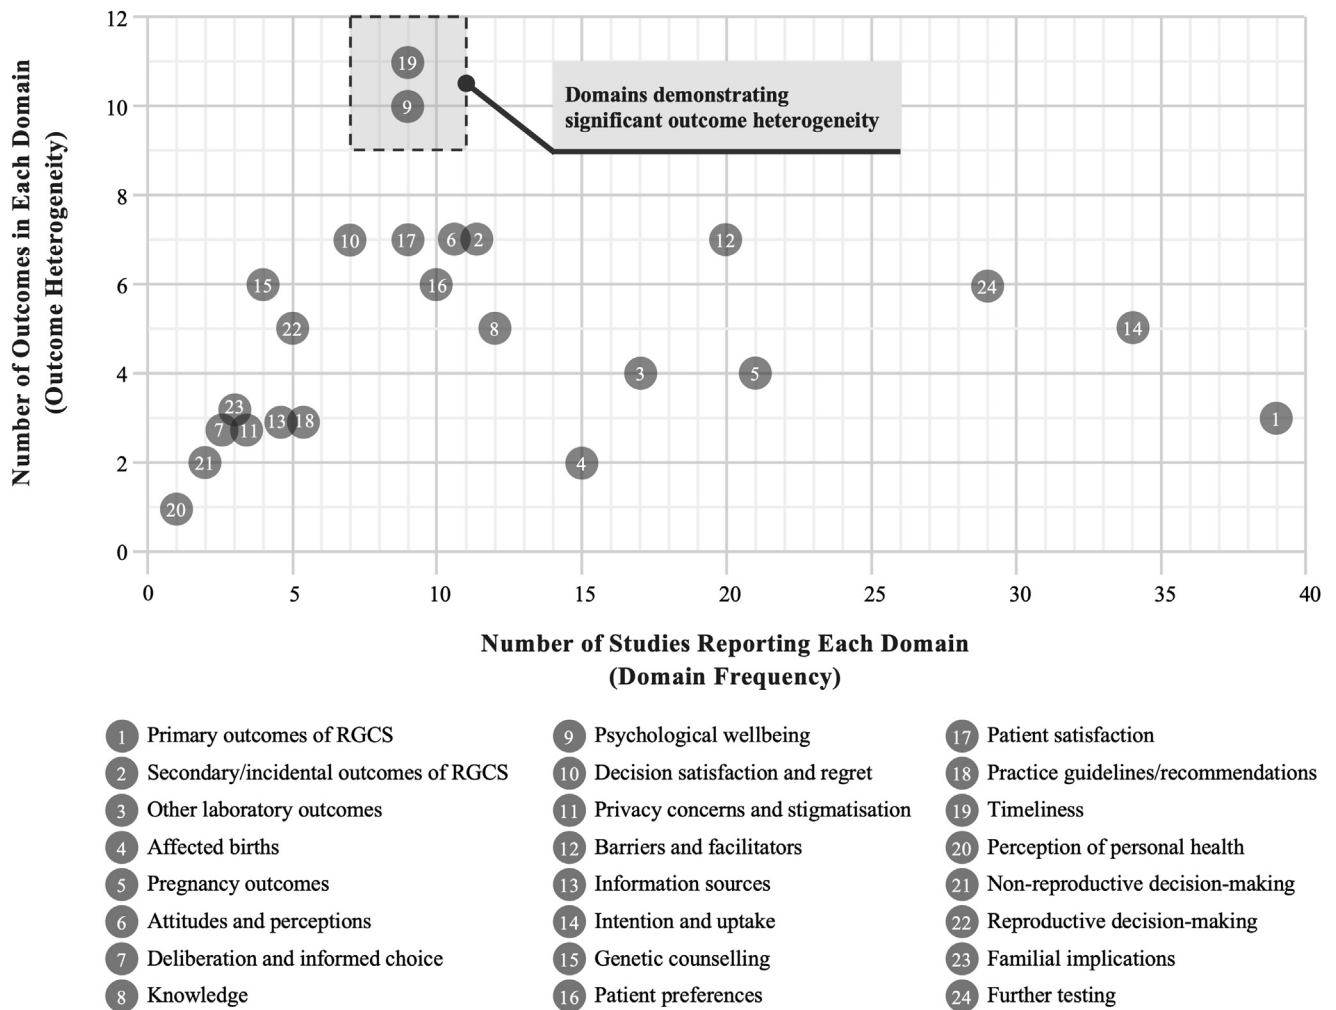 12
10
8
6
4
2
0
Number of Outcomes in Each Domain
(Outcome Heterogeneity)
19
9
Domains demonstrating
significant outcome heterogeneity
10
17
6
2
12
15
16
24
22
8
14
3
5
23
7
11
13
18
1
21
4
20
0
5
10
15
20
25
30
35
40
Number of Studies Reporting Each Domain
(Domain Frequency)
1 Primary outcomes of RGCS
2 Secondary/incidental outcomes of RGCS
3 Other laboratory outcomes
4 Affected births
5 Pregnancy outcomes
6 Attitudes and perceptions
7 Deliberation and informed choice
8 Knowledge
9 Psychological wellbeing
10 Decision satisfaction and regret
11 Privacy concerns and stigmatisation
12 Barriers and facilitators
13 Information sources
14 Intention and uptake
15 Genetic counselling
16 Patient preferences
17 Patient satisfaction
18 Practice guidelines/recommendations
19 Timeliness
20 Perception of personal health
21 Non-reproductive decision-making
22 Reproductive decision-making
23 Familial implications
24 Further testing